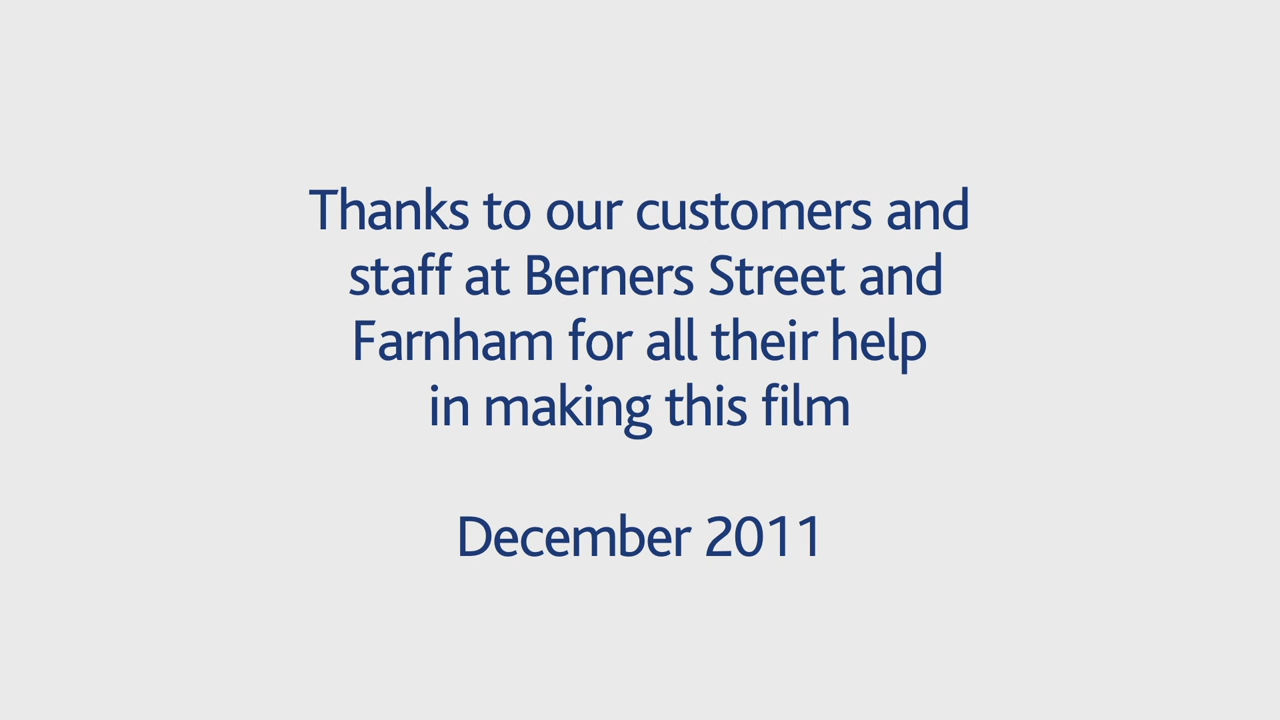 Thanks to our customers and
staff at Berners Street and
Farnham for all their help
in making this film
December 2011